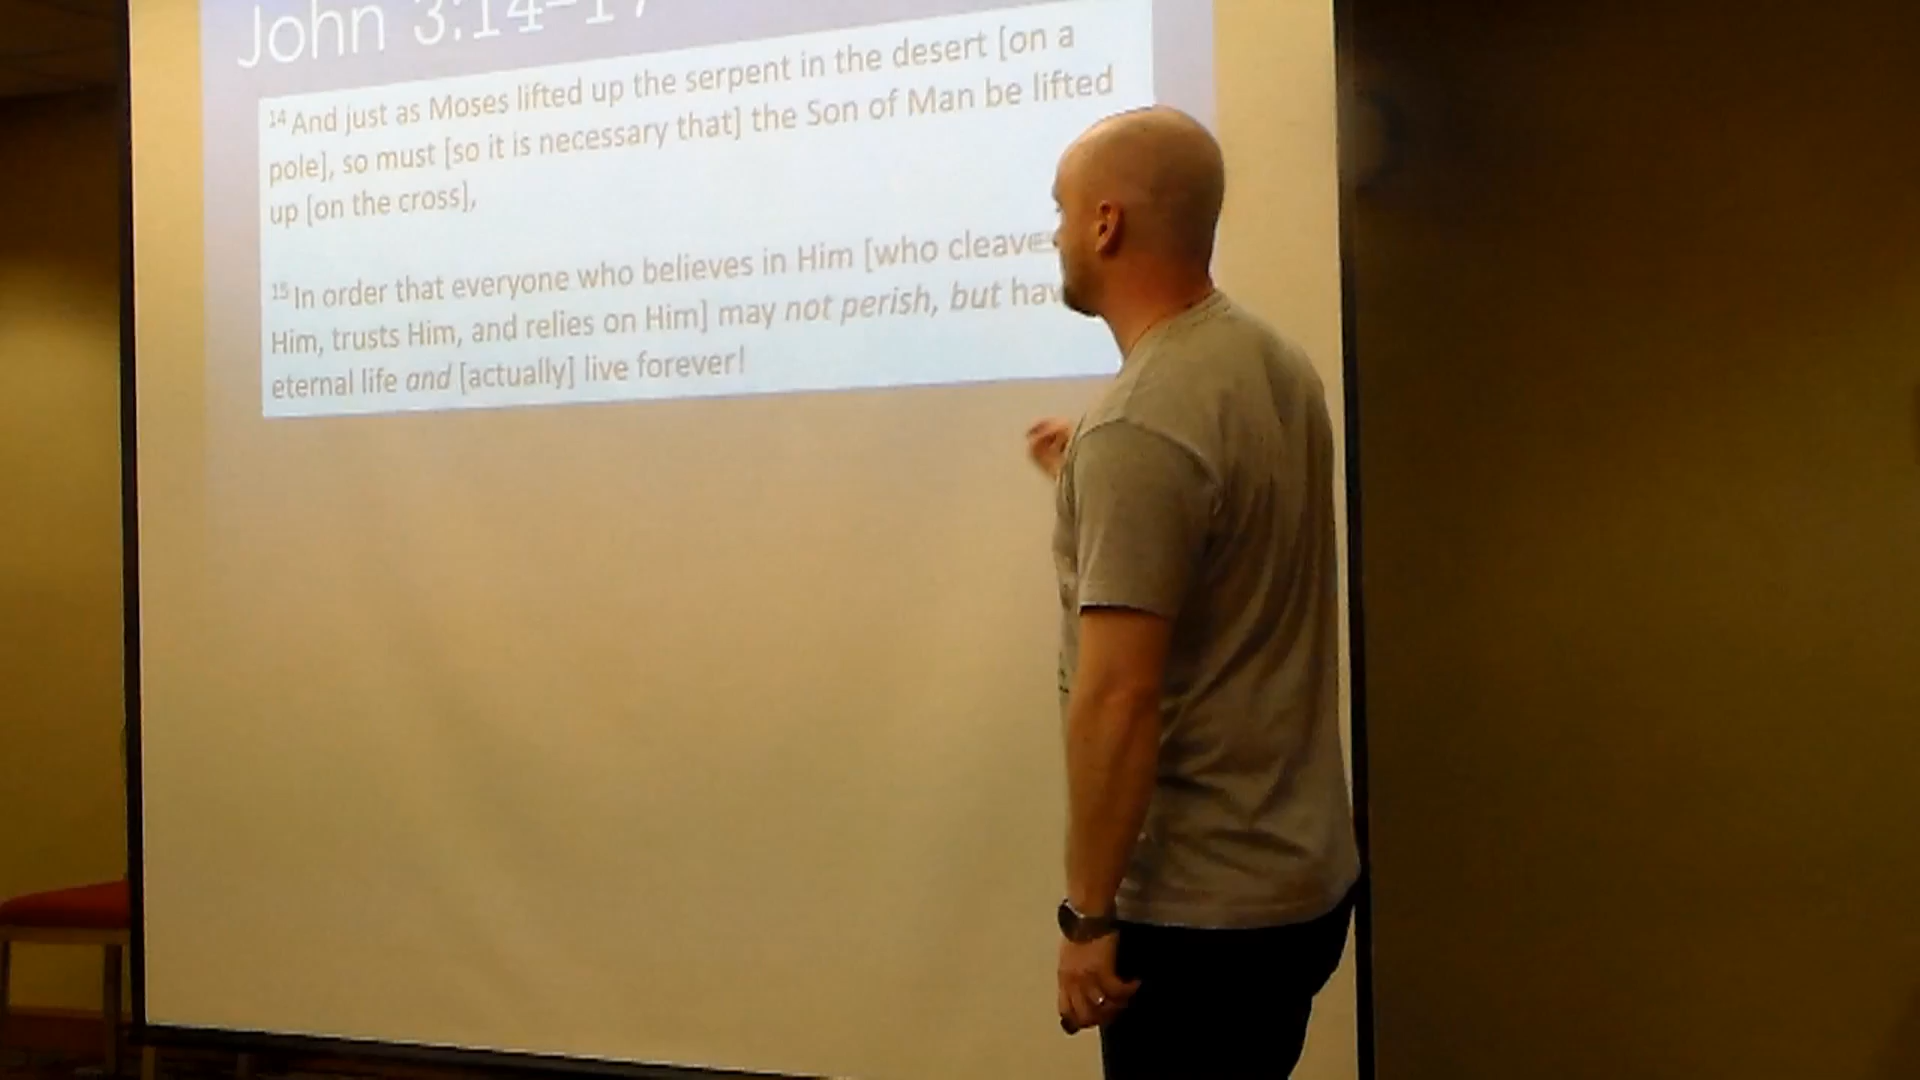 John 3:14–17
14 And just as Moses lifted up the serpent in the desert [on a
pole], so must [so it is necessary that] the Son of Man be lifted
up [on the cross],
15 In order that everyone who believes in Him [who cleave
Him, trusts Him, and relies on Him] may not perish, but hav
eternal life and [actually] live forever!